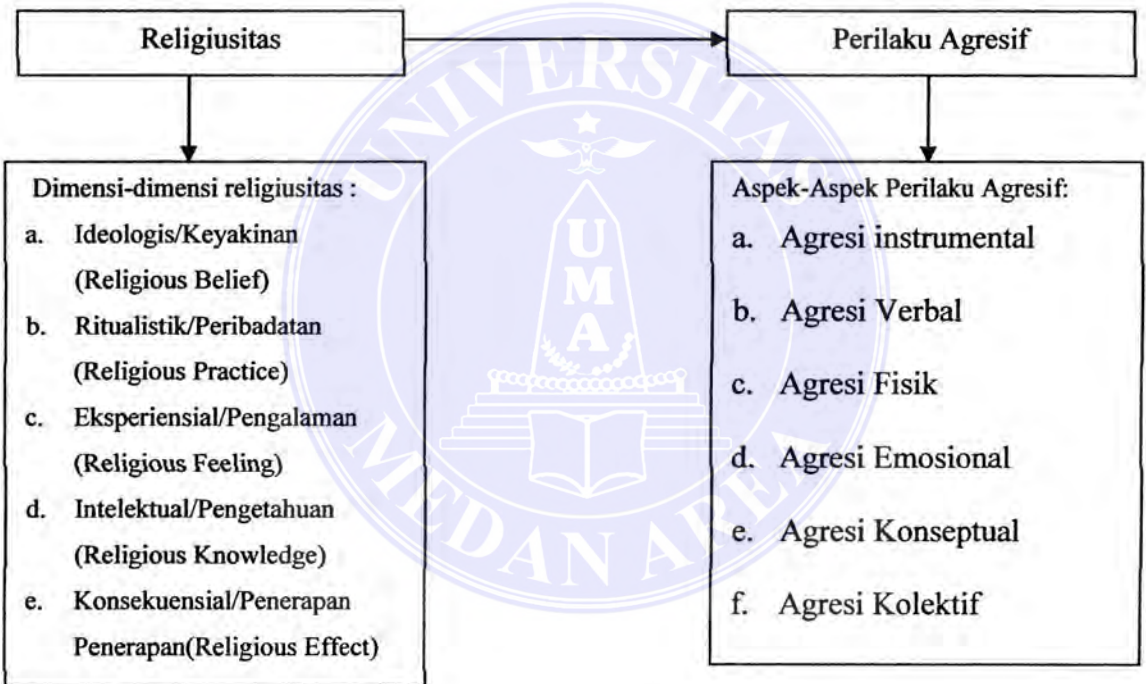 Religiusitas
Perilaku Agresif
Dimensi-dimensi religiusitas :
a. Ideologis/Keyakinan
(Religious Belief)
b. Ritualistik/Peribadatan
(Religious Practice)
c. Eksperiensial/Pengalaman
(Religious Feeling)
d. Intelektual/Pengetahuan
(Religious Knowledge)
e. Konsekuensial/Penerapan
Penerapan(Religious Effect)
Aspek-Aspek Perilaku Agresif:
a. Agresi instrumental
b. Agresi Verbal
c. Agresi Fisik
d. Agresi Emosional
e. Agresi Konseptual
f. Agresi Kolektif
UNIVERSITAS
UMA
MEDAN AREA